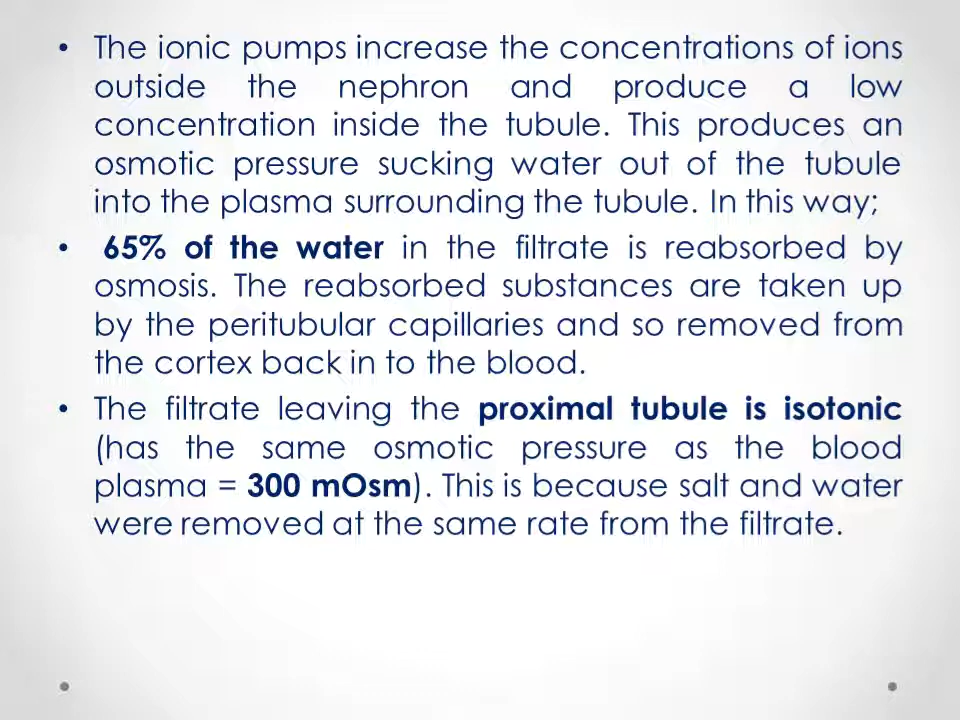 • The ionic pumps increase the concentrations of ions
outside the nephron and produce a low
concentration inside the tubule. This produces an
osmotic pressure sucking water out of the tubule
into the plasma surrounding the tubule. In this way;
• 65% of the water in the filtrate is reabsorbed by
osmosis. The reabsorbed substances are taken up
by the peritubular capillaries and so removed from
the cortex back in to the blood.
• The filtrate leaving the proximal tubule is isotonic
(has the same osmotic pressure as the blood
plasma = 300 mOsm). This is because salt and water
were removed at the same rate from the filtrate.